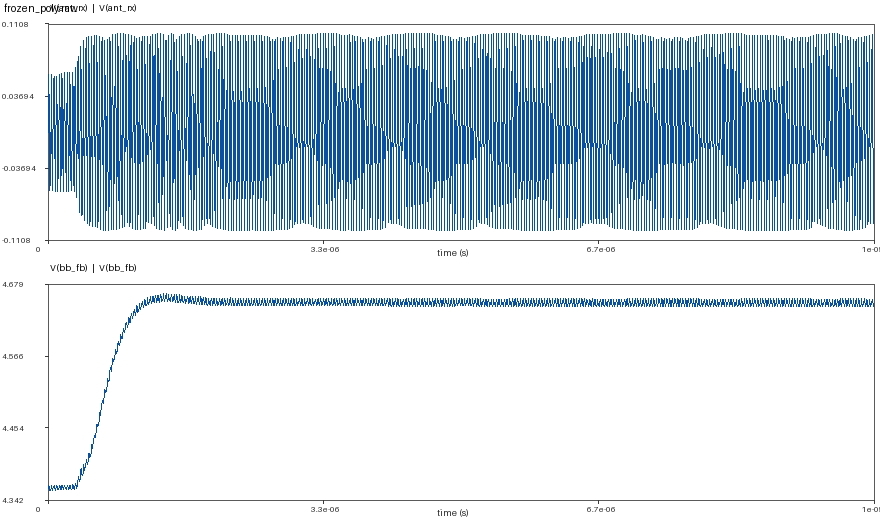 V(ant_rx) | V(ant_rx)
0.1108
0.03694
-0.03694
-0.1108
0 3.3e-06 6.7e-06 1e-05
time (s)
V(bb_fb) | V(bb_fb)
4.679
4.566
4.454
4.342
0 3.3e-06 6.7e-06 1e-05
time (s)